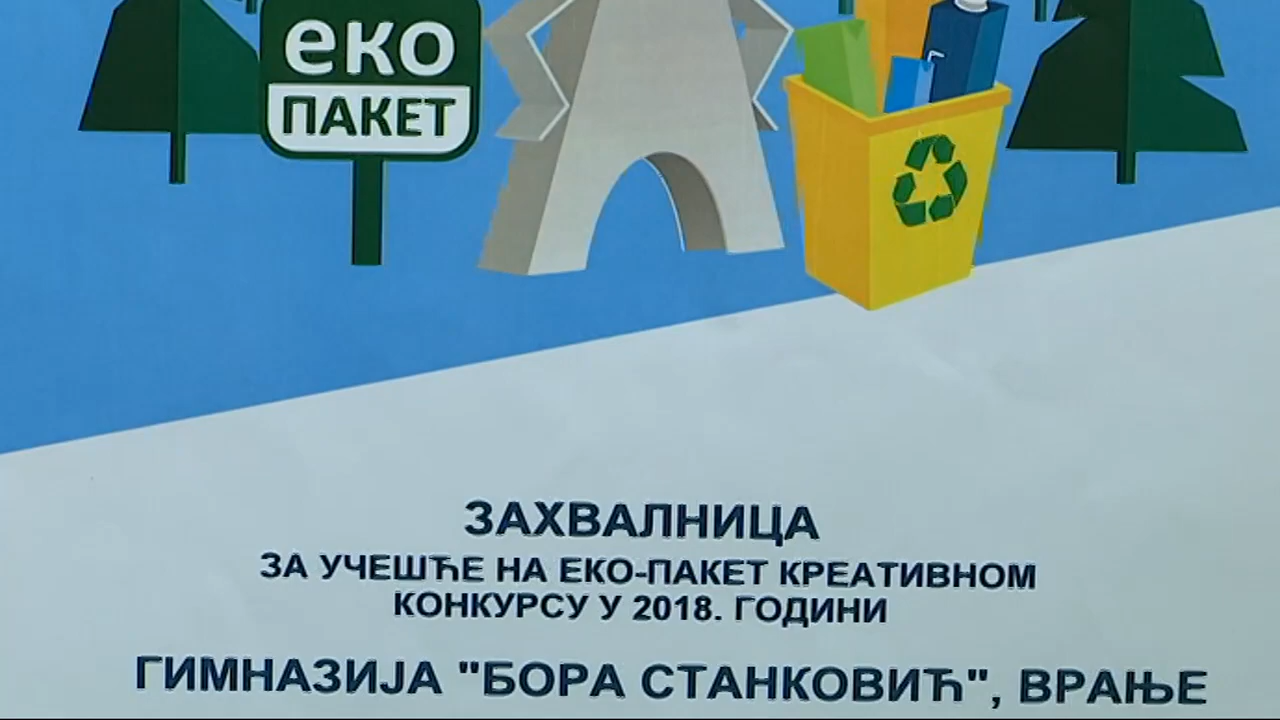 еко
ПАКЕТ
ЗАХВАЛНИЦА
ЗА УЧЕШЋЕ НА ЕКО-ПАКЕТ КРЕАТИВНОМ
КОНКУРСУ У 2018. ГОДИНИ
ГИМНАЗИЈА "БОРА СТАНКОВИЋ", ВРАЊЕ